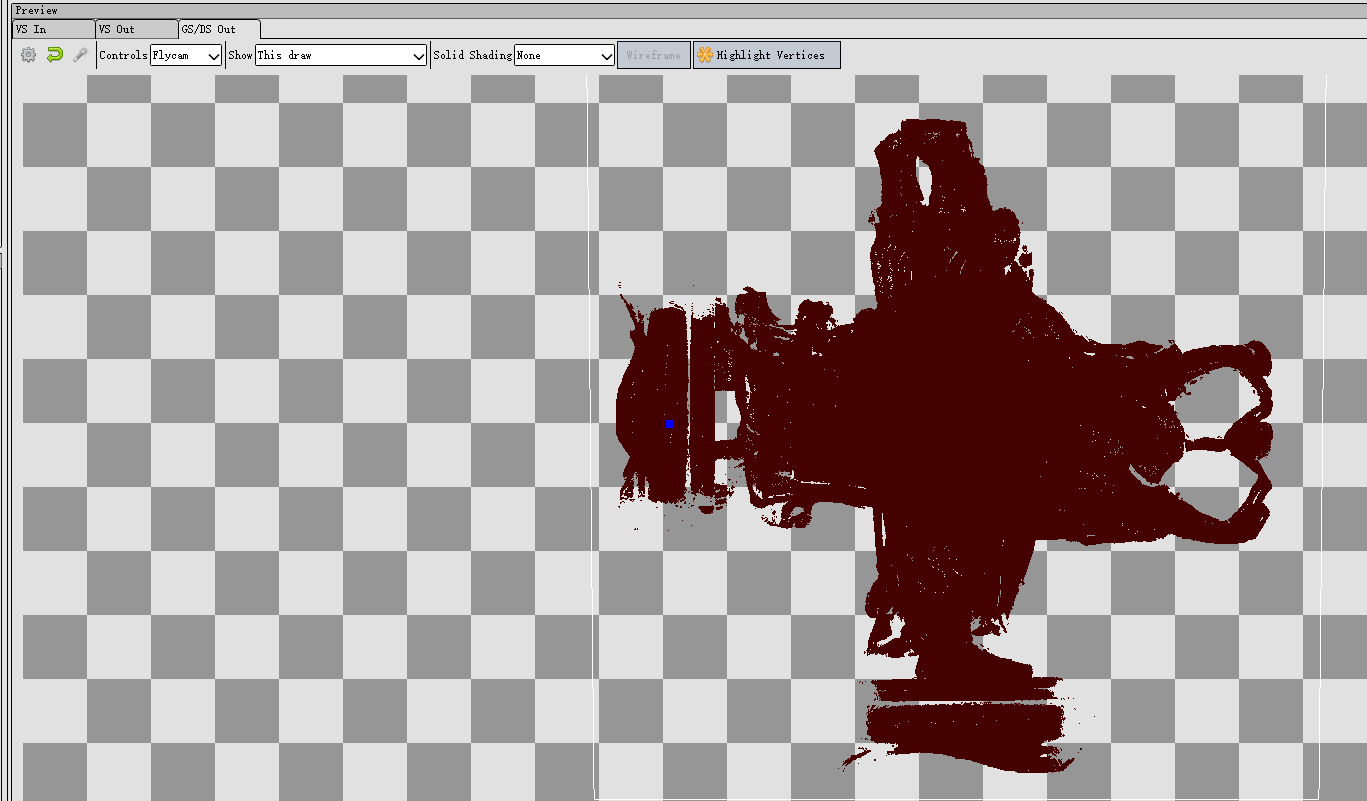 Preview
VS In VS Out GS/DS Out
Controls Flycam Show This draw Solid Shading None Wireframe Highlight Vertices